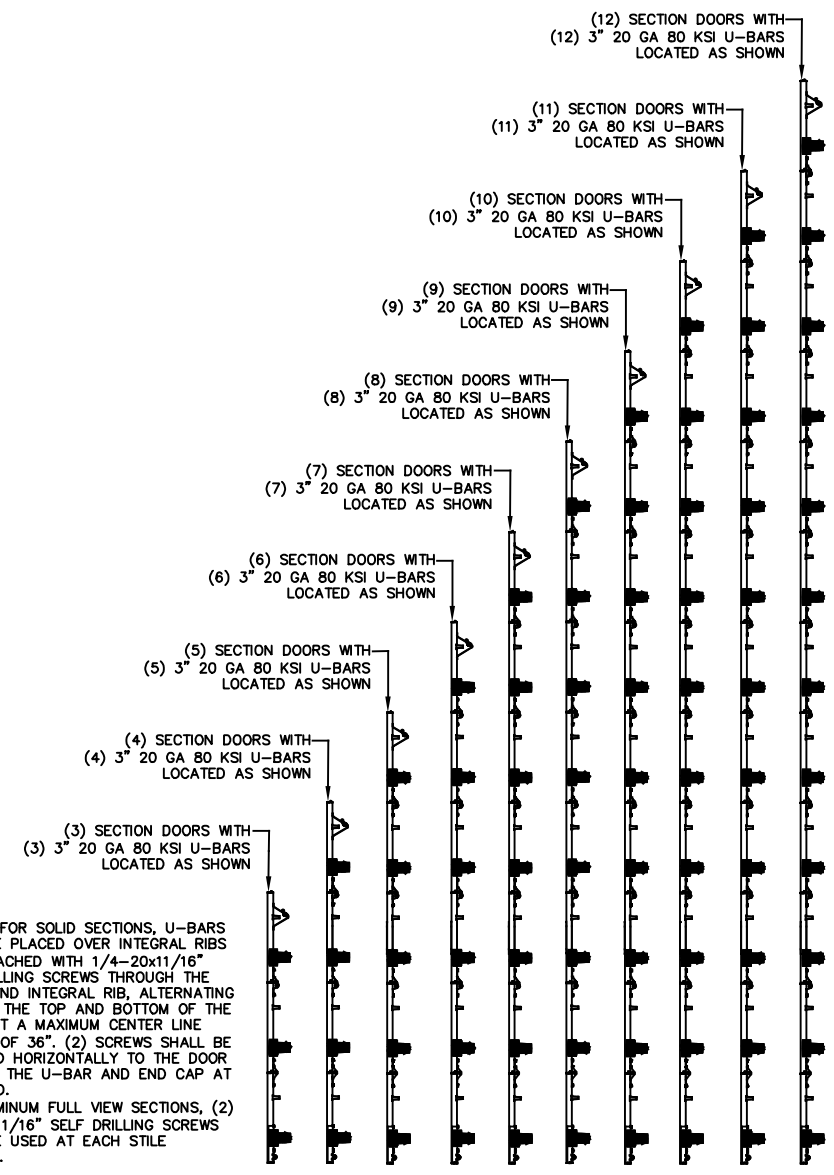 (12) SECTION DOORS WITH
(12) 3" 20 GA 80 KSI U-BARS
LOCATED AS SHOWN
(11) SECTION DOORS WITH
(11) 3" 20 GA 80 KSI U-BARS
LOCATED AS SHOWN
(10) SECTION DOORS WITH
(10) 3" 20 GA 80 KSI U-BARS
LOCATED AS SHOWN
(9) SECTION DOORS WITH
(9) 3" 20 GA 80 KSI U-BARS
LOCATED AS SHOWN
(8) SECTION DOORS WITH
(8) 3" 20 GA 80 KSI U-BARS
LOCATED AS SHOWN
(7) SECTION DOORS WITH
(7) 3" 20 GA 80 KSI U-BARS
LOCATED AS SHOWN
(6) SECTION DOORS WITH
(6) 3" 20 GA 80 KSI U-BARS
LOCATED AS SHOWN
(5) SECTION DOORS WITH
(5) 3" 20 GA 80 KSI U-BARS
LOCATED AS SHOWN
(4) SECTION DOORS WITH
(4) 3" 20 GA 80 KSI U-BARS
LOCATED AS SHOWN
(3) SECTION DOORS WITH
(3) 3" 20 GA 80 KSI U-BARS
LOCATED AS SHOWN
FOR SOLID SECTIONS, U-BARS
PLACED OVER INTEGRAL RIBS
ACHED WITH 1/4-20x11/16"
LLING SCREWS THROUGH THE
ND INTEGRAL RIB, ALTERNATING
THE TOP AND BOTTOM OF THE
T A MAXIMUM CENTER LINE
OF 36". (2) SCREWS SHALL BE
D HORIZONTALLY TO THE DOOR
THE U-BAR AND END CAP AT
D.
MINUM FULL VIEW SECTIONS, (2)
1/16" SELF DRILLING SCREWS
E USED AT EACH STILE